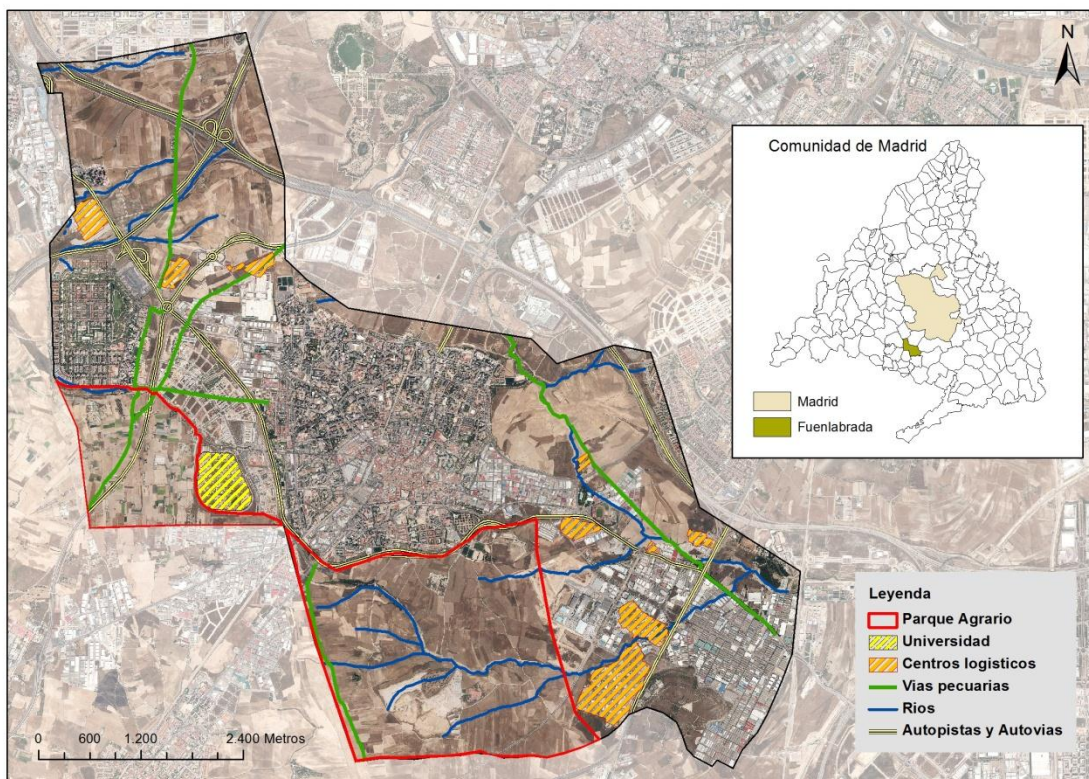 N
Comunidad de Madrid
Madrid
Fuenlabrada
Leyenda
Parque Agrario
Universidad
Centros logísticos
Vias pecuarias
Rios
Autopistas y Autovias
0 600 1.200 2.400 Metros